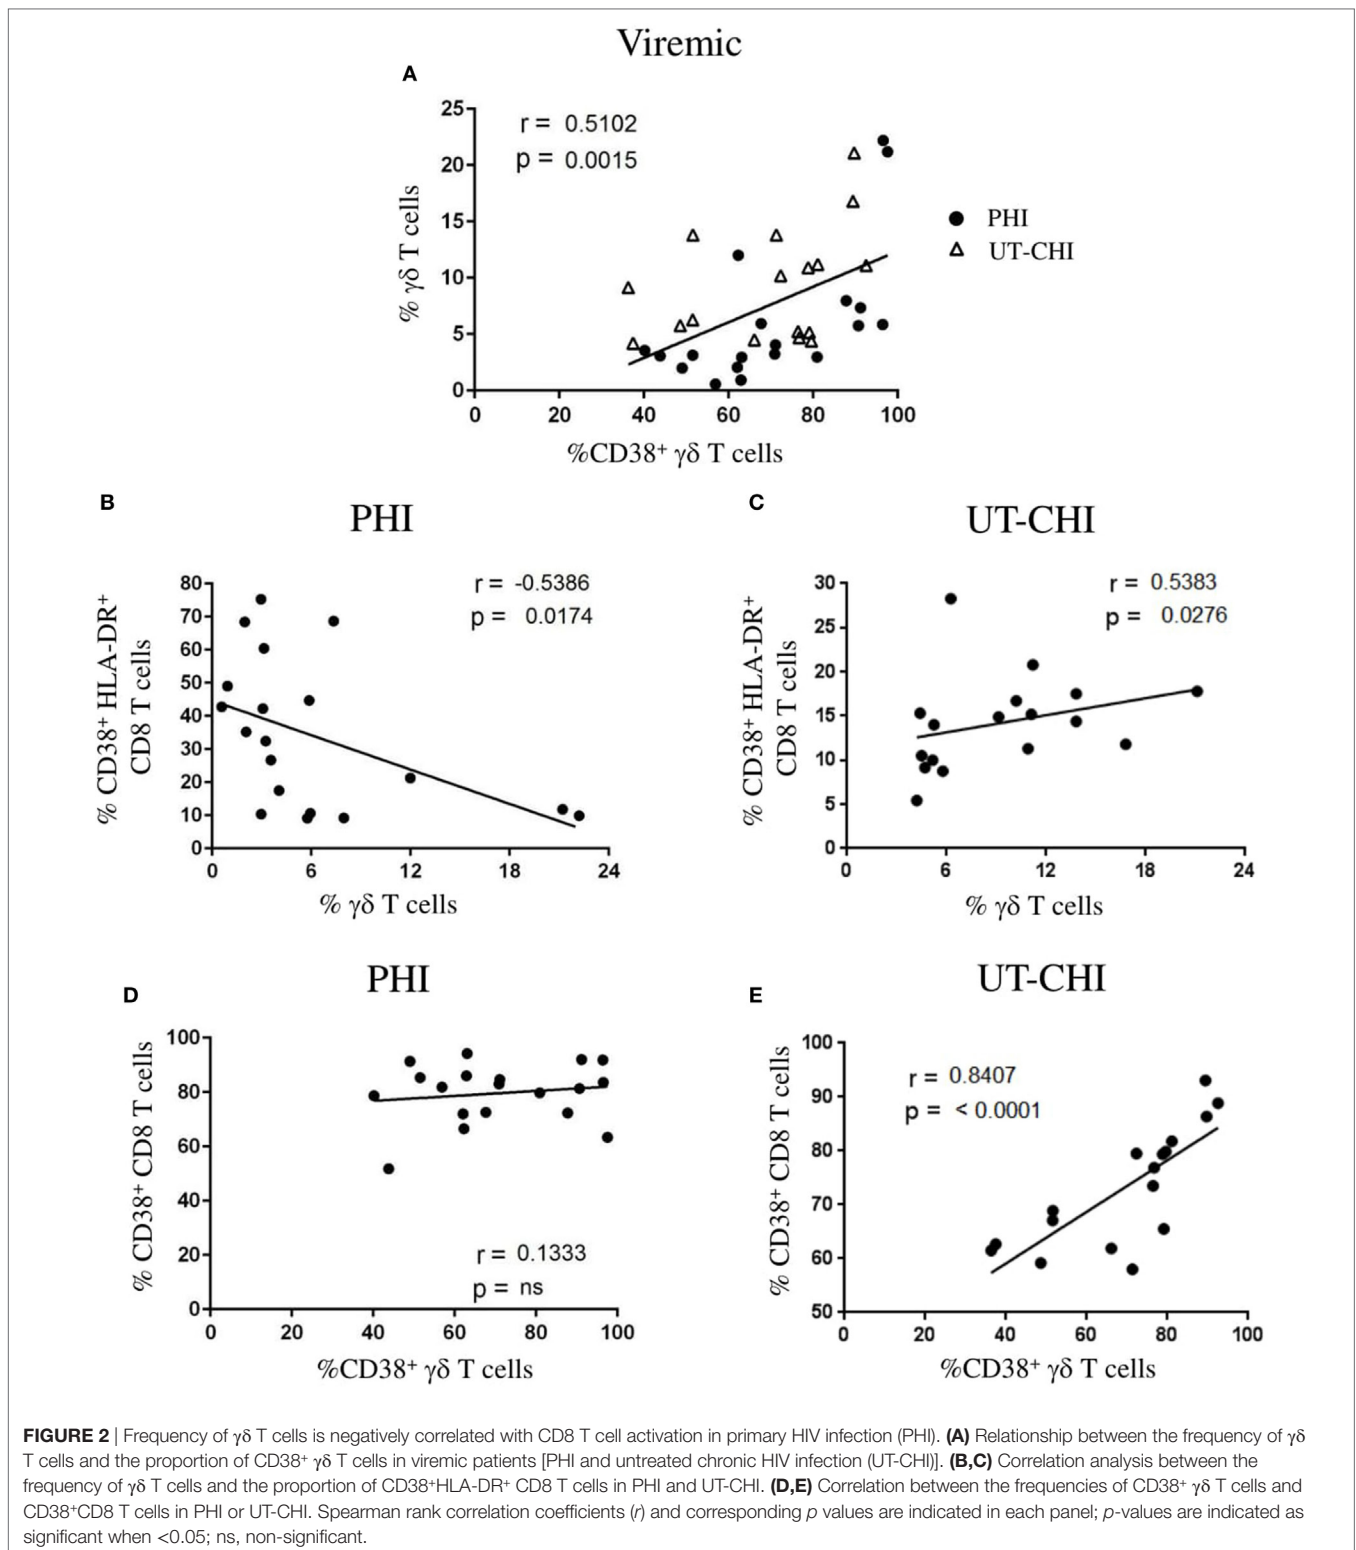 Viremic
A
25
20
15
10
5
0
% γδ T cells
r = 0.5102
p = 0.0015
PHI
UT-CHI
0 20 40 60 80 100
%CD38⁺ γδ T cells
B
PHI
% CD38⁺ HLA-DR⁺
CD8 T cells
80
70
60
50
40
30
20
10
0
r = -0.5386
p = 0.0174
0 6 12 18 24
% γδ T cells
C
UT-CHI
% CD38⁺ HLA-DR⁺
CD8 T cells
30
25
20
15
10
5
0
r = 0.5383
p = 0.0276
0 6 12 18 24
% γδ T cells
D
PHI
% CD38⁺ CD8 T cells
100
80
60
40
20
0
r = 0.1333
p = ns
0 20 40 60 80 100
%CD38⁺ γδ T cells
E
UT-CHI
% CD38⁺ CD8 T cells
100
90
80
70
60
50
r = 0.8407
p = < 0.0001
0 20 40 60 80 100
%CD38⁺ γδ T cells
FIGURE 2 | Frequency of γδ T cells is negatively correlated with CD8 T cell activation in primary HIV infection (PHI). (A) Relationship between the frequency of γδ
T cells and the proportion of CD38⁺ γδ T cells in viremic patients [PHI and untreated chronic HIV infection (UT-CHI)]. (B,C) Correlation analysis between the
frequency of γδ T cells and the proportion of CD38⁺HLA-DR⁺ CD8 T cells in PHI and UT-CHI. (D,E) Correlation between the frequencies of CD38⁺ γδ T cells and
CD38⁺CD8 T cells in PHI or UT-CHI. Spearman rank correlation coefficients (r) and corresponding p values are indicated in each panel; p-values are indicated as
significant when <0.05; ns, non-significant.